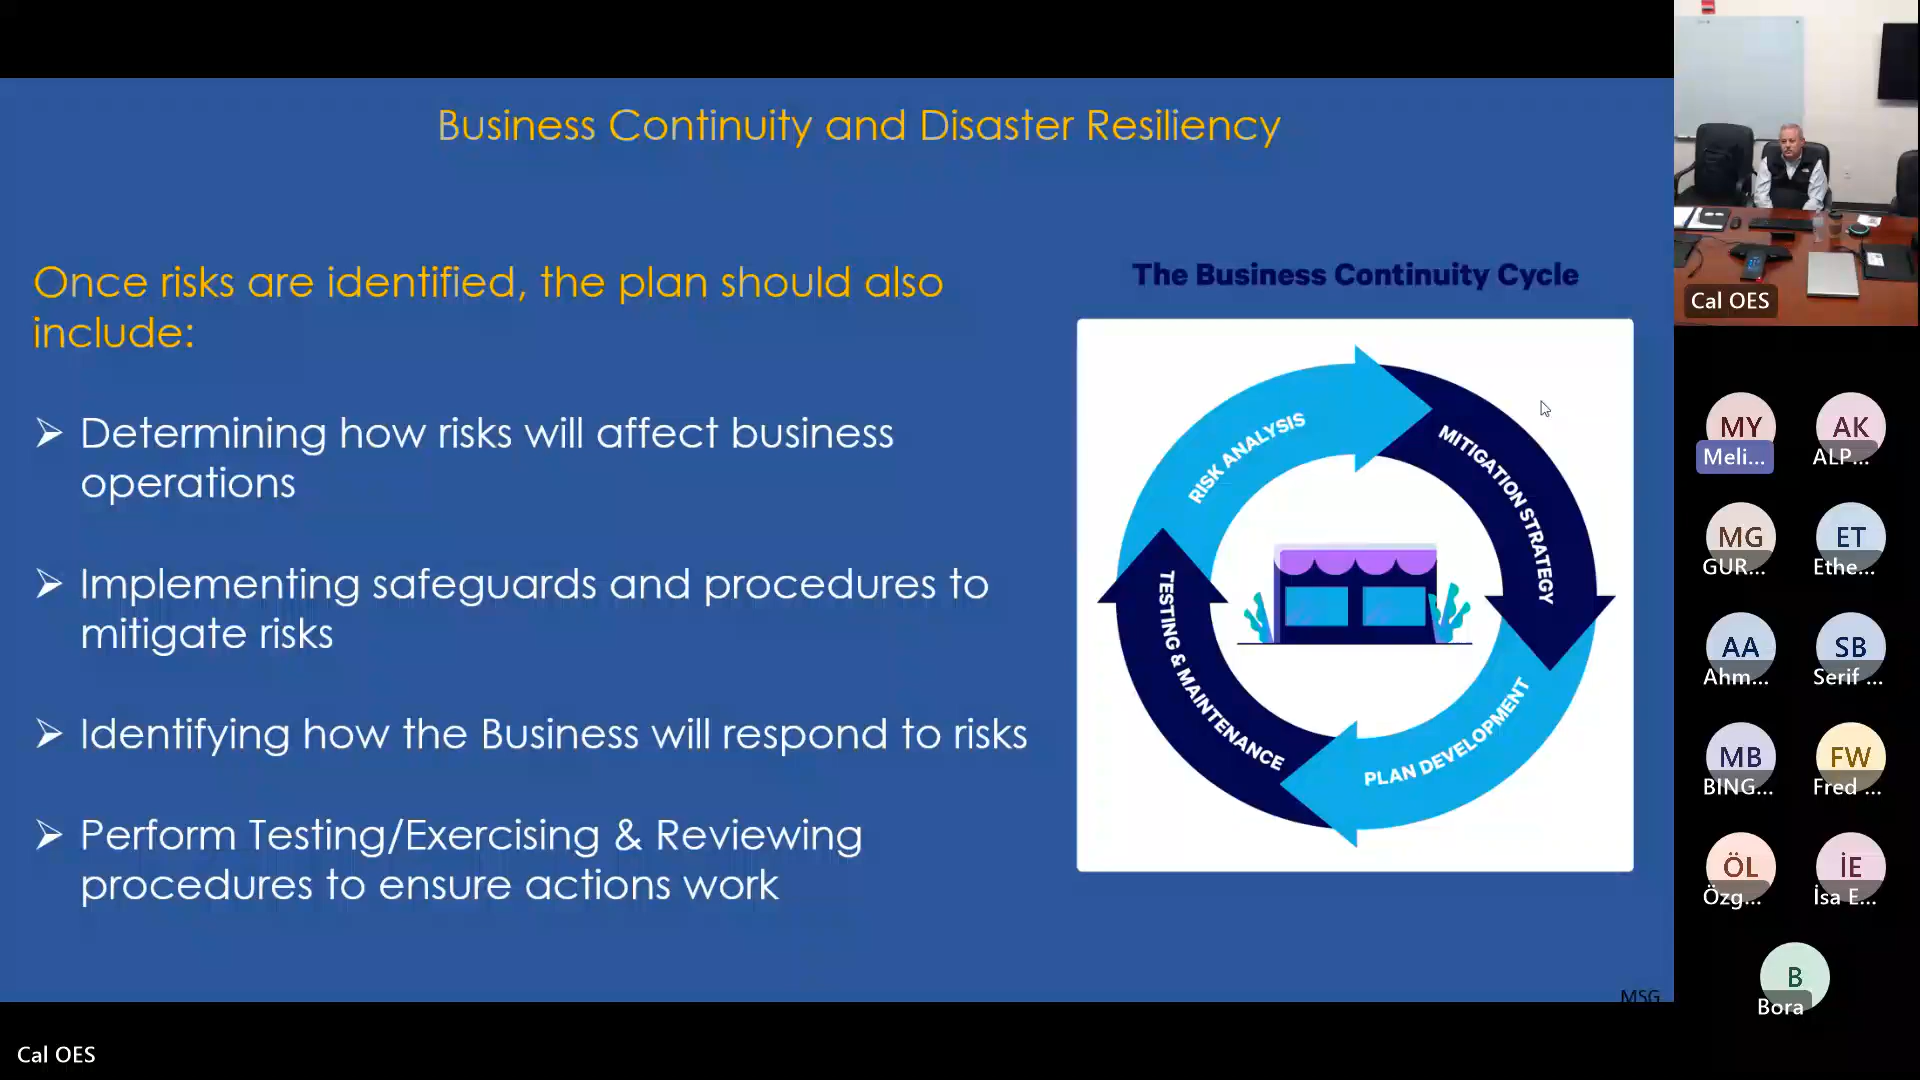 Business Continuity and Disaster Resiliency
Once risks are identified, the plan should also
include:
Determining how risks will affect business
operations
Implementing safeguards and procedures to
mitigate risks
Identifying how the Business will respond to risks
Perform Testing/Exercising & Reviewing
procedures to ensure actions work
The Business Continuity Cycle
RISK ANALYSIS
MITIGATION STRATEGY
PLAN DEVELOPMENT
TESTING & MAINTENANCE
MSG
Cal OES
Cal OES
MY
Meli...
AK
ALP...
MG
GUR...
ET
Ethe...
AA
Ahm...
SB
Serif ...
MB
BING...
FW
Fred ...
ÖL
Özg...
İE
İsa E...
B
Bora